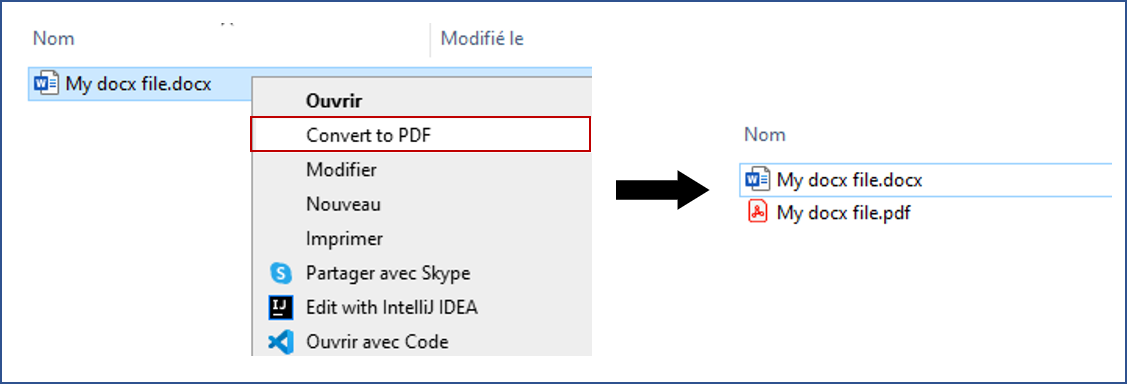 Nom Modifié le
My docx file.docx
Ouvrir
Convert to PDF
Modifier
Nouveau
Imprimer
Partager avec Skype
Edit with IntelliJ IDEA
Ouvrir avec Code
Nom
My docx file.docx
My docx file.pdf